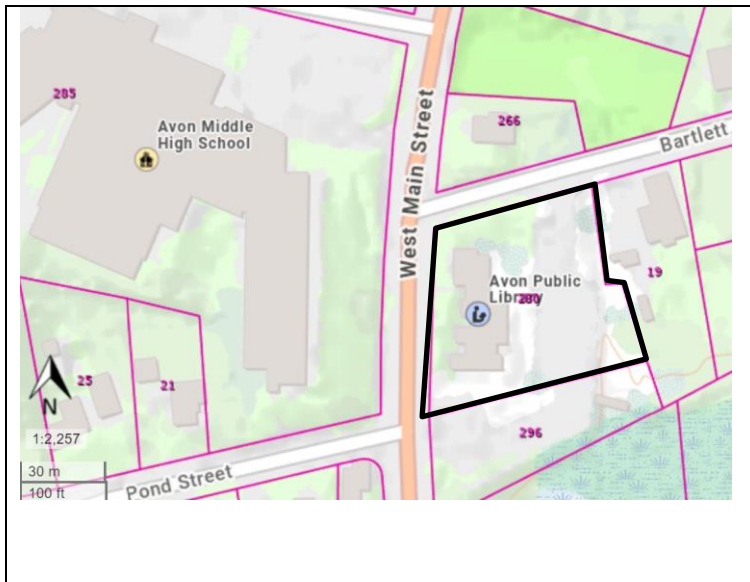 285
Avon Middle
High School
West Main Street
266
Bartlett
Avon Public
Library
280
19
25
21
N
1:2,257
296
30 m
100 ft
Pond Street